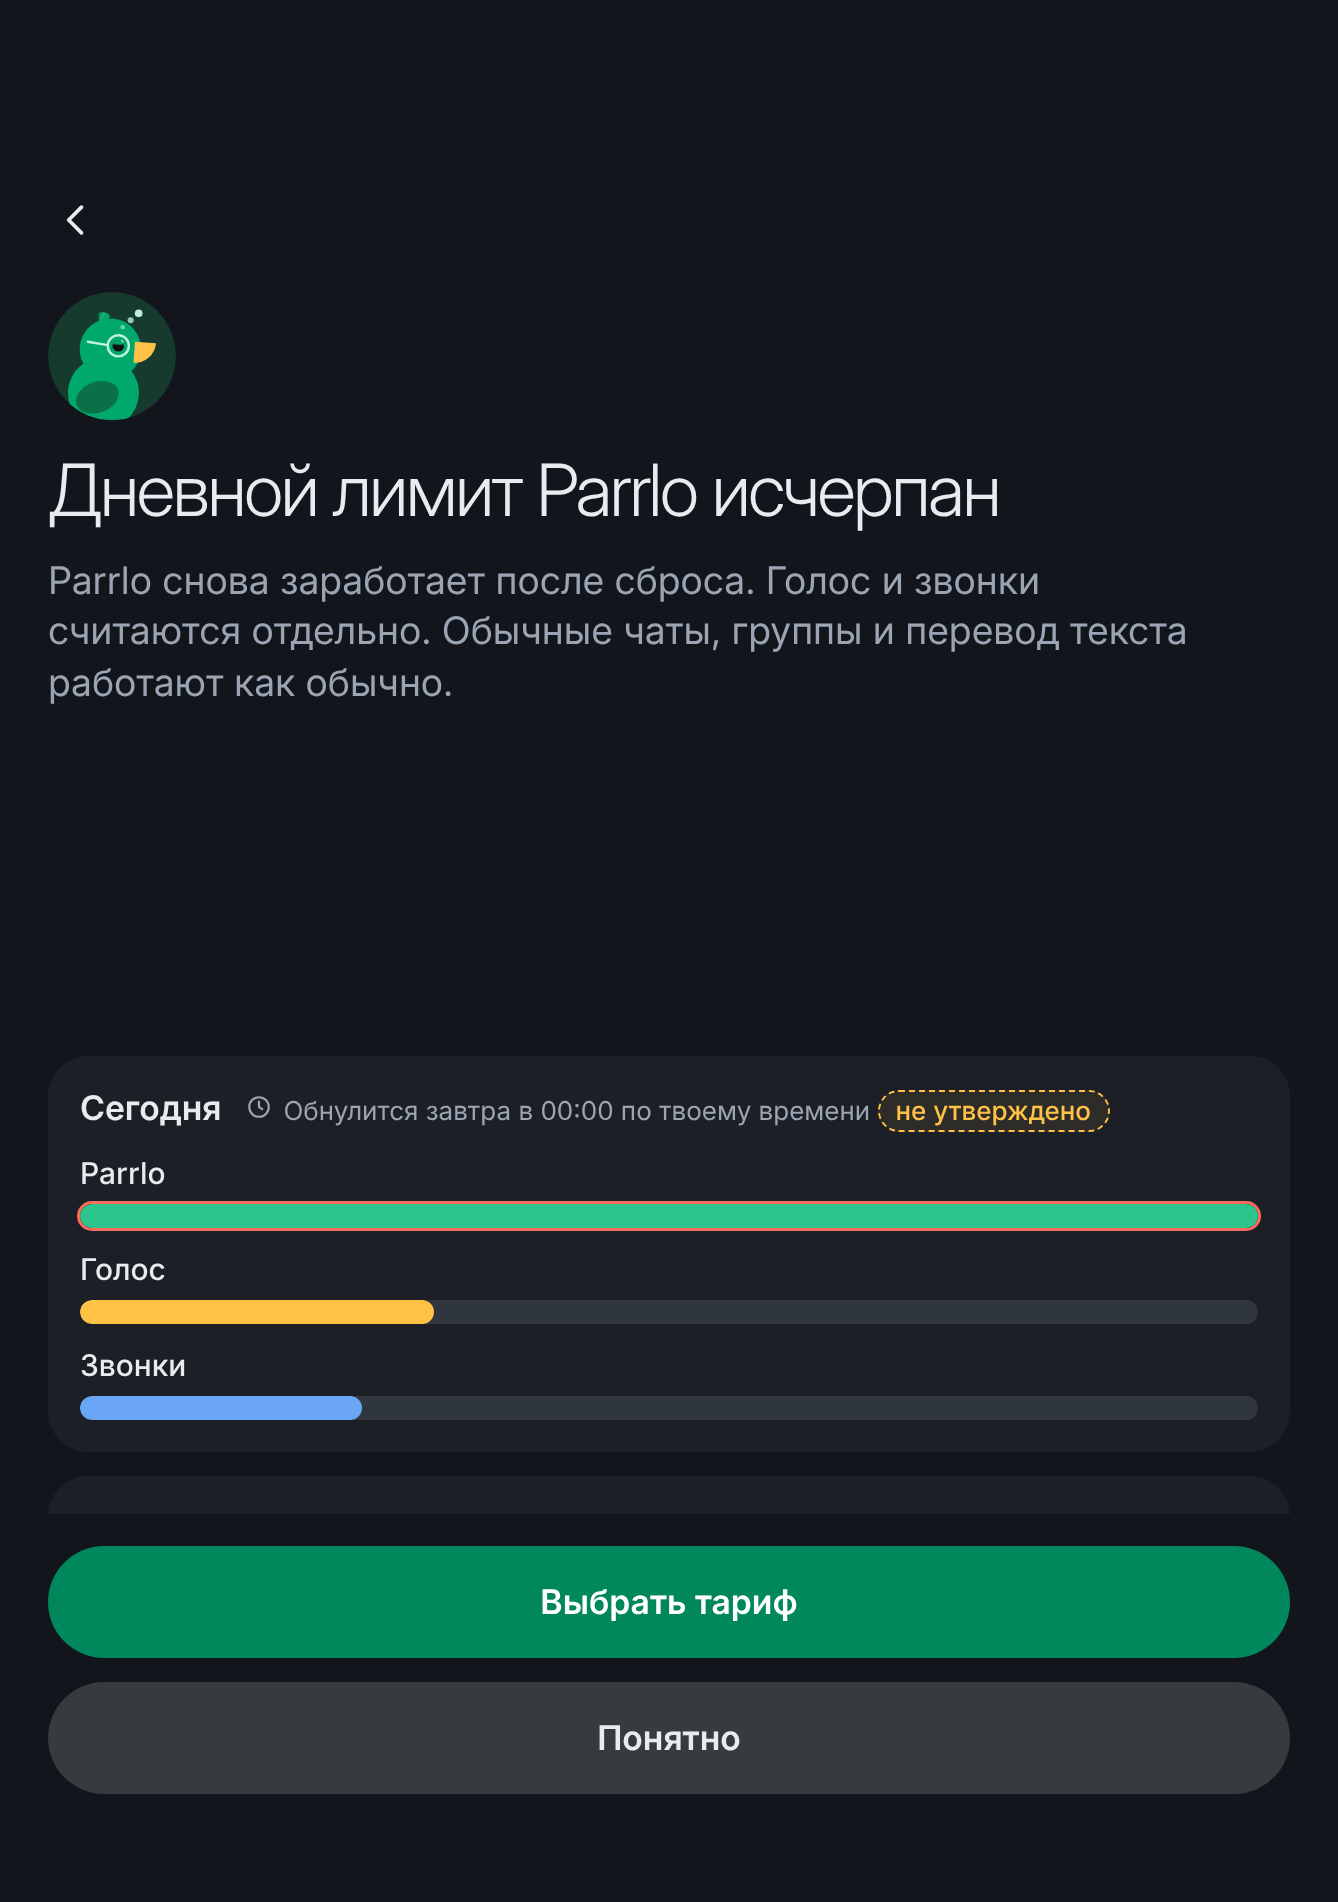 Дневной лимит Parrlo исчерпан
Parrlo снова заработает после сброса. Голос и звонки
считаются отдельно. Обычные чаты, группы и перевод текста
работают как обычно.
Сегодня Обнулится завтра в 00:00 по твоему времени не утверждено
Parrlo
Голос
Звонки
Выбрать тариф
Понятно